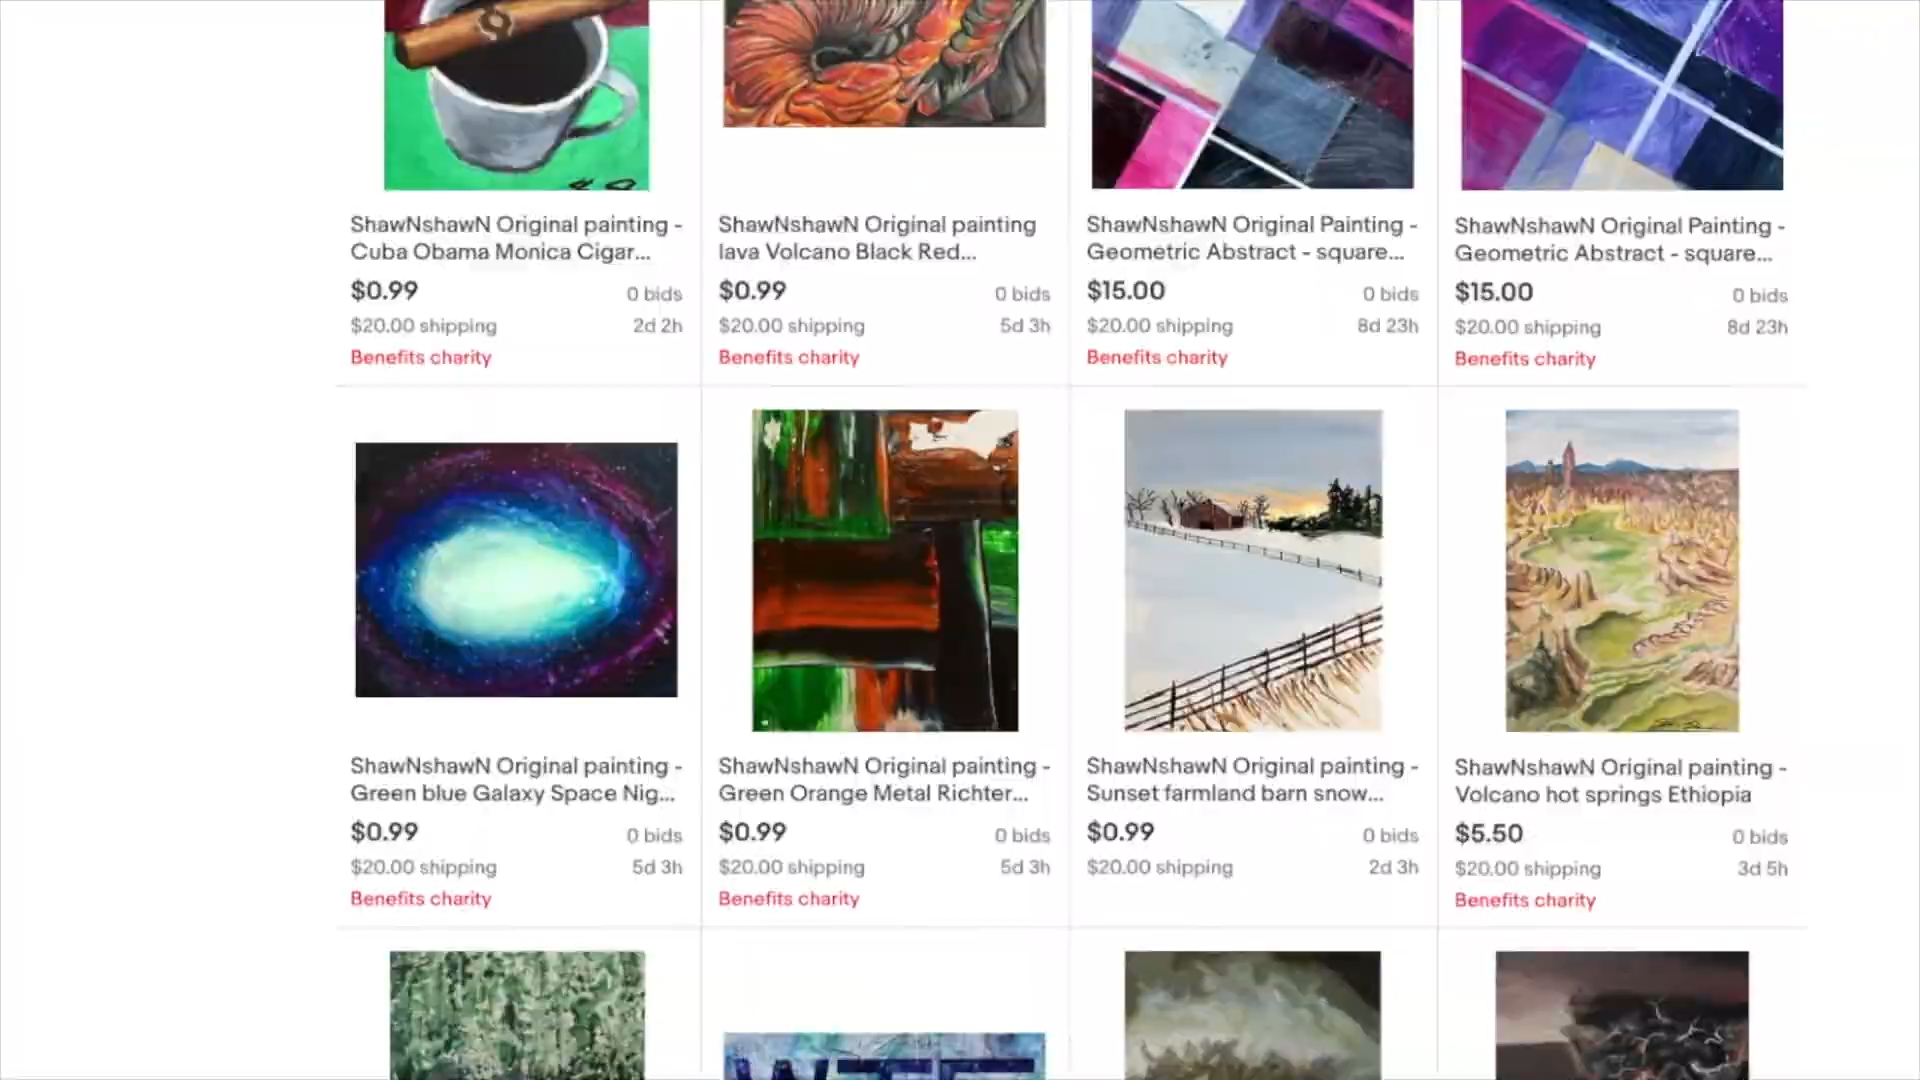 ShawNshawN Original painting -
Cuba Obama Monica Cigar...
$0.99
0 bids
$20.00 shipping
2d 2h
Benefits charity
ShawNshawN Original painting
lava Volcano Black Red...
$0.99
0 bids
$20.00 shipping
5d 3h
Benefits charity
ShawNshawN Original Painting -
Geometric Abstract - square...
$15.00
0 bids
$20.00 shipping
8d 23h
Benefits charity
ShawNshawN Original Painting -
Geometric Abstract - square...
$15.00
0 bids
$20.00 shipping
8d 23h
Benefits charity
ShawNshawN Original painting -
Green blue Galaxy Space Nig...
$0.99
0 bids
$20.00 shipping
5d 3h
Benefits charity
ShawNshawN Original painting -
Green Orange Metal Richter...
$0.99
0 bids
$20.00 shipping
5d 3h
Benefits charity
ShawNshawN Original painting -
Sunset farmland barn snow...
$0.99
0 bids
$20.00 shipping
2d 3h
ShawNshawN Original painting -
Volcano hot springs Ethiopia
$5.50
0 bids
$20.00 shipping
3d 5h
Benefits charity